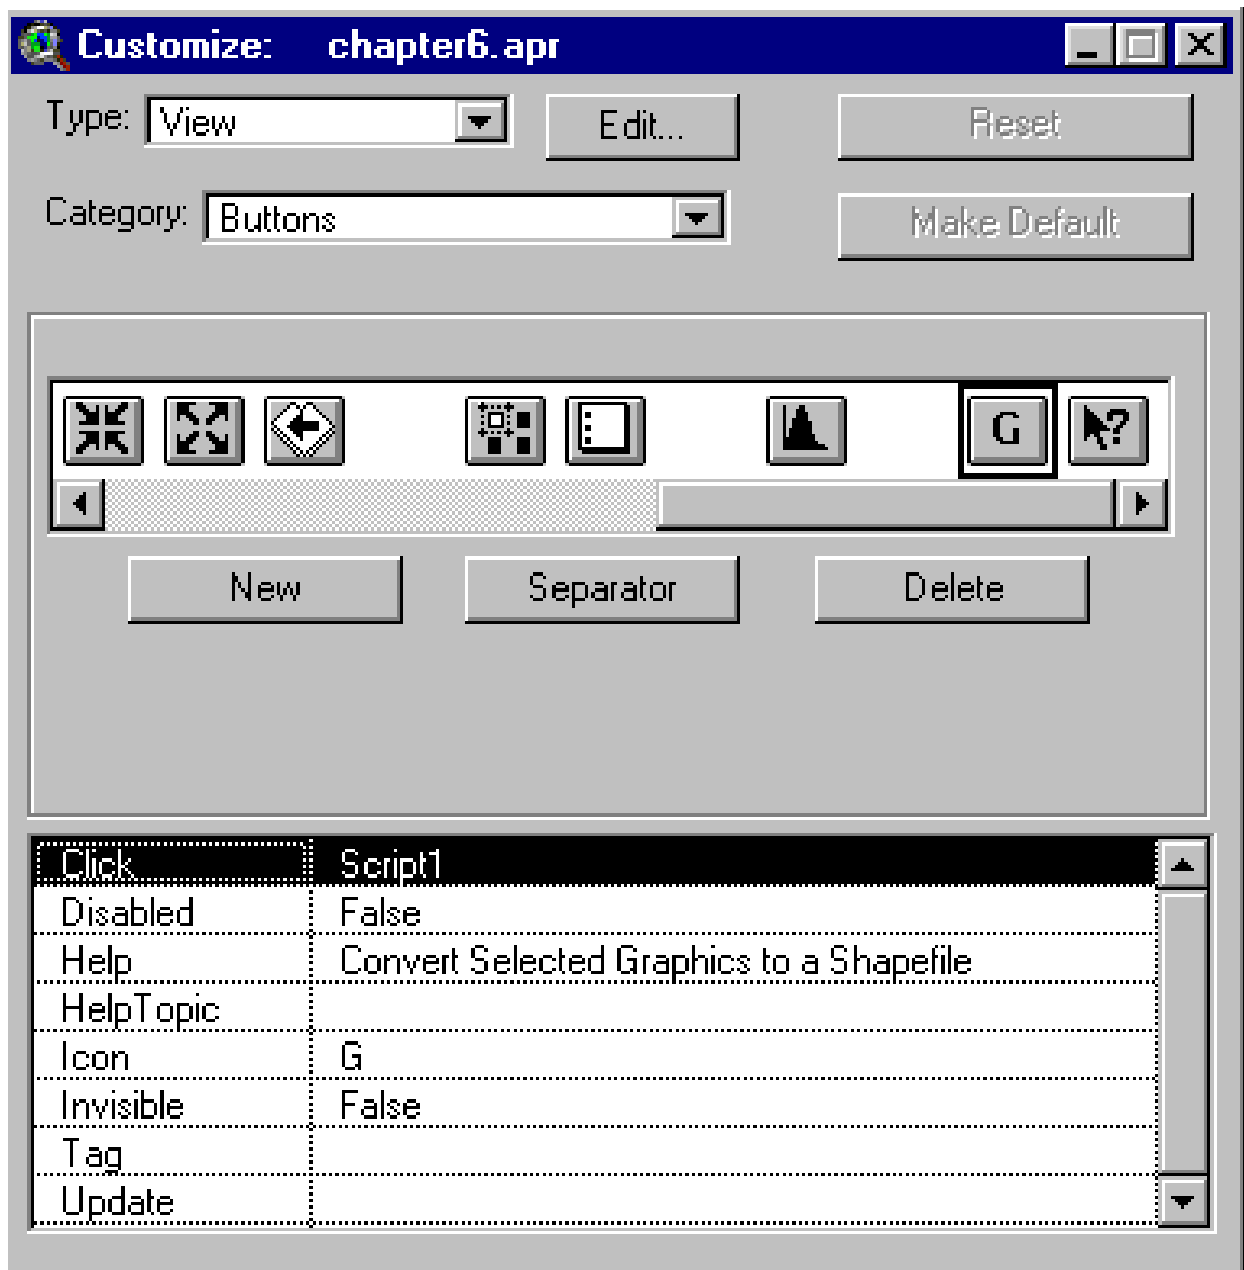 Customize: chapter6.apr
Type: View Edit... Reset
Category: Buttons Make Default
G ?
New Separator Delete
Click Script1
Disabled False
Help Convert Selected Graphics to a Shapefile
HelpTopic
Icon G
Invisible False
Tag
Update